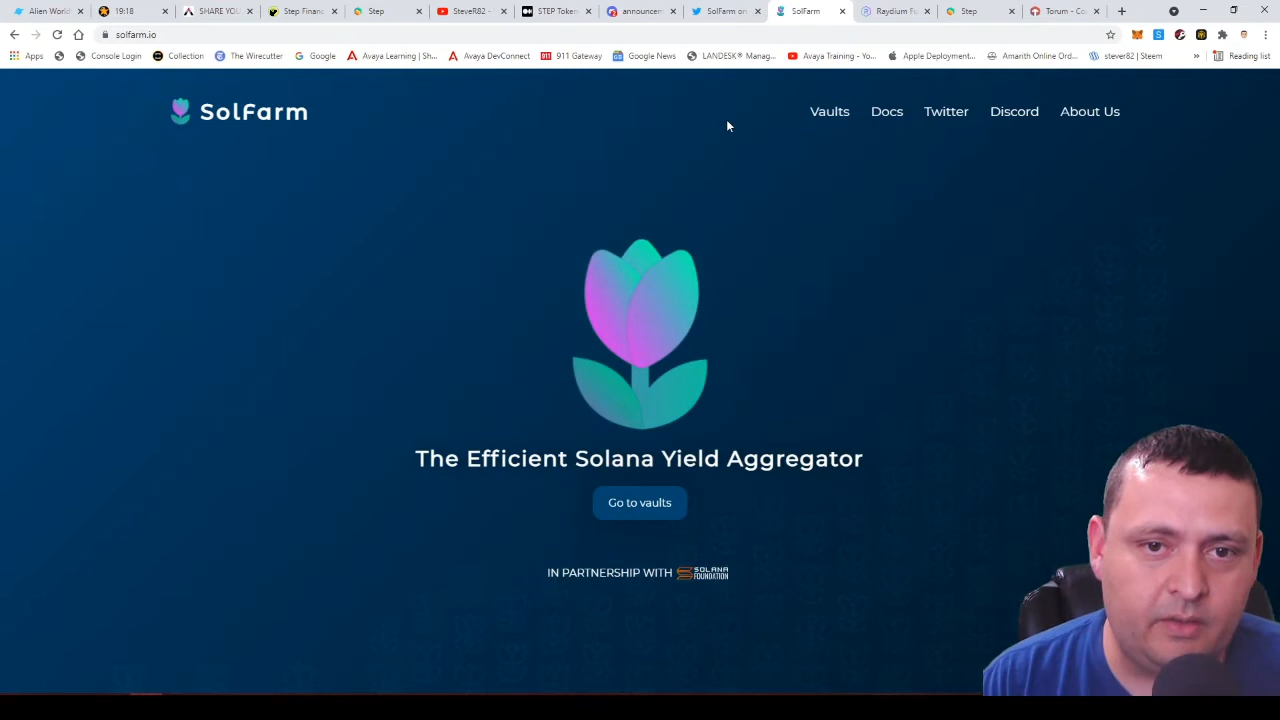 Alien World
19:18
SHARE YOU
Step Financ
Step
SteveR82 -
STEP Token
announcem
SolFarm on
SolFarm
Raydium Fu
Step
Torum - Co
solfarm.io
Apps
Console Login
Collection
The Wirecutter
Google
Avaya Learning | Sh...
Avaya DevConnect
911 Gateway
Google News
LANDESK® Manag...
Avaya Training - Yo...
Apple Deployment...
Amarith Online Ord...
stever82 | Steem
»
Reading list
SolFarm
Vaults
Docs
Twitter
Discord
About Us
The Efficient Solana Yield Aggregator
Go to vaults
IN PARTNERSHIP WITH SOLANA FOUNDATION